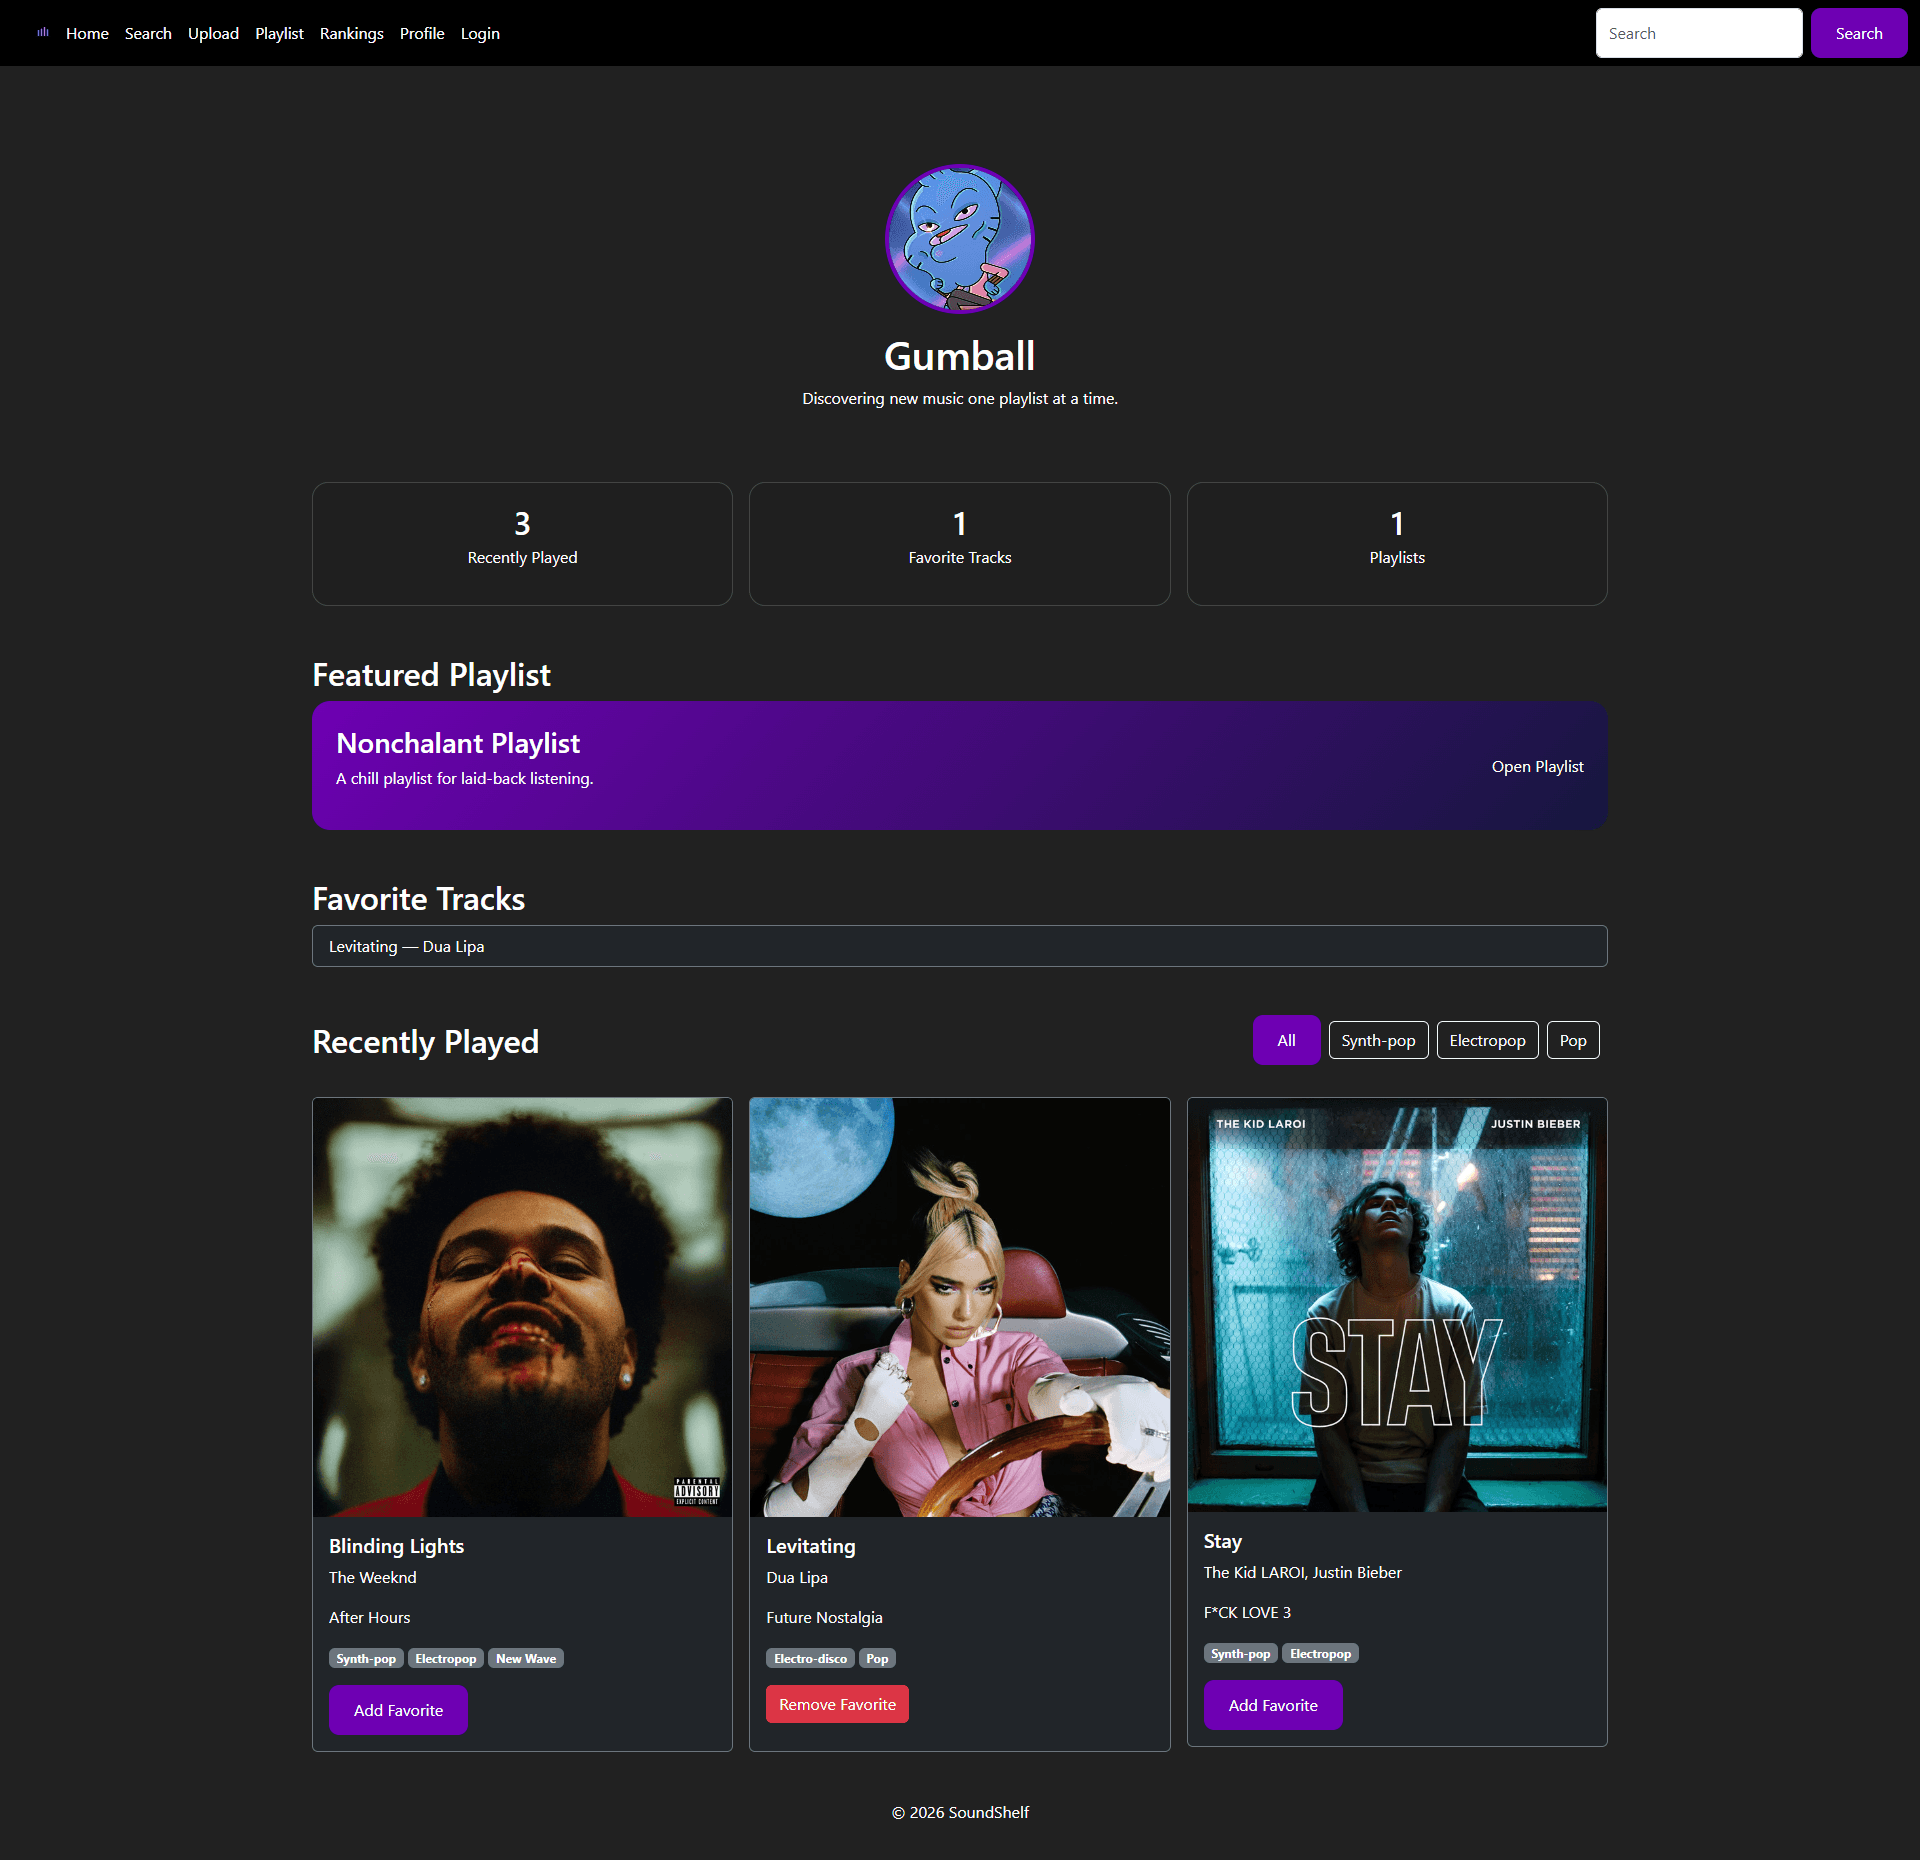 Home Search Upload Playlist Rankings Profile Login Search Search
Gumball
Discovering new music one playlist at a time.
3
Recently Played
1
Favorite Tracks
1
Playlists
Featured Playlist
Nonchalant Playlist
A chill playlist for laid-back listening.
Open Playlist
Favorite Tracks
Levitating — Dua Lipa
Recently Played
All Synth-pop Electropop Pop
PARENTAL
ADVISORY
EXPLICIT CONTENT
Blinding Lights
The Weeknd
After Hours
Synth-pop Electropop New Wave
Add Favorite
Levitating
Dua Lipa
Future Nostalgia
Electro-disco Pop
Remove Favorite
THE KID LAROI JUSTIN BIEBER
STAY
Stay
The Kid LAROI, Justin Bieber
F*CK LOVE 3
Synth-pop Electropop
Add Favorite
© 2026 SoundShelf